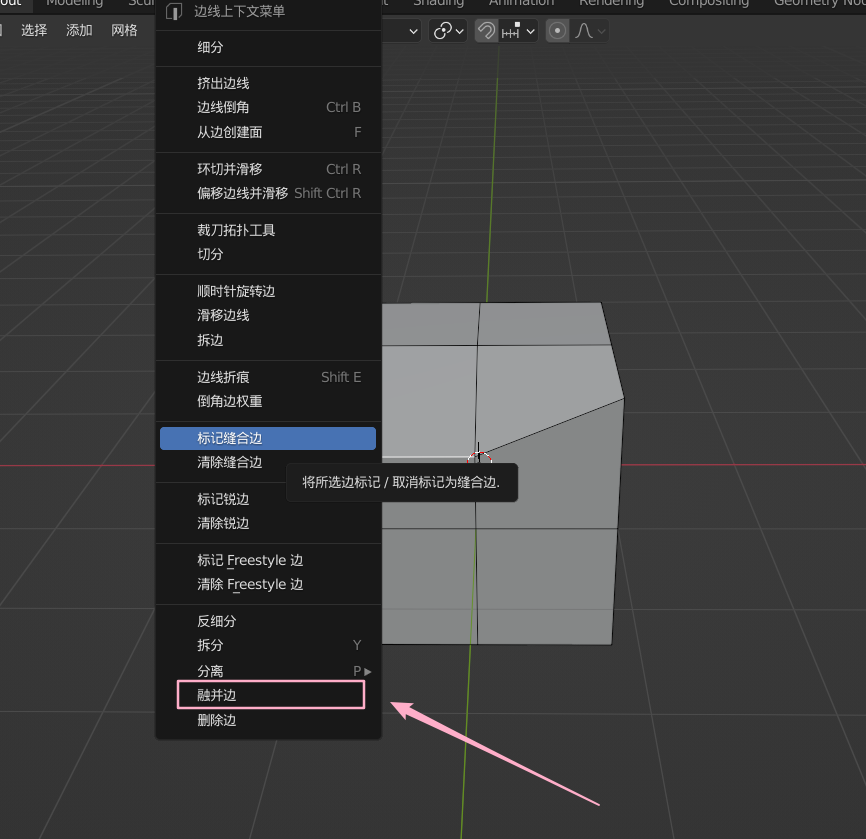 Modeling
Shading Animation Rendering Compositing
选择 添加 网格
边线上下文菜单
细分
挤出边线
边线倒角 Ctrl B
从边创建面 F
环切并滑移 Ctrl R
偏移边线并滑移 Shift Ctrl R
裁刀拓扑工具
切分
顺时针旋转边
滑移边线
拆边
边线折痕 Shift E
倒角边权重
标记缝合边
清除缝合边
将所选边标记 / 取消标记为缝合边.
标记锐边
清除锐边
标记 Freestyle 边
清除 Freestyle 边
反细分
拆分 Y
分离 P
融并边
删除边